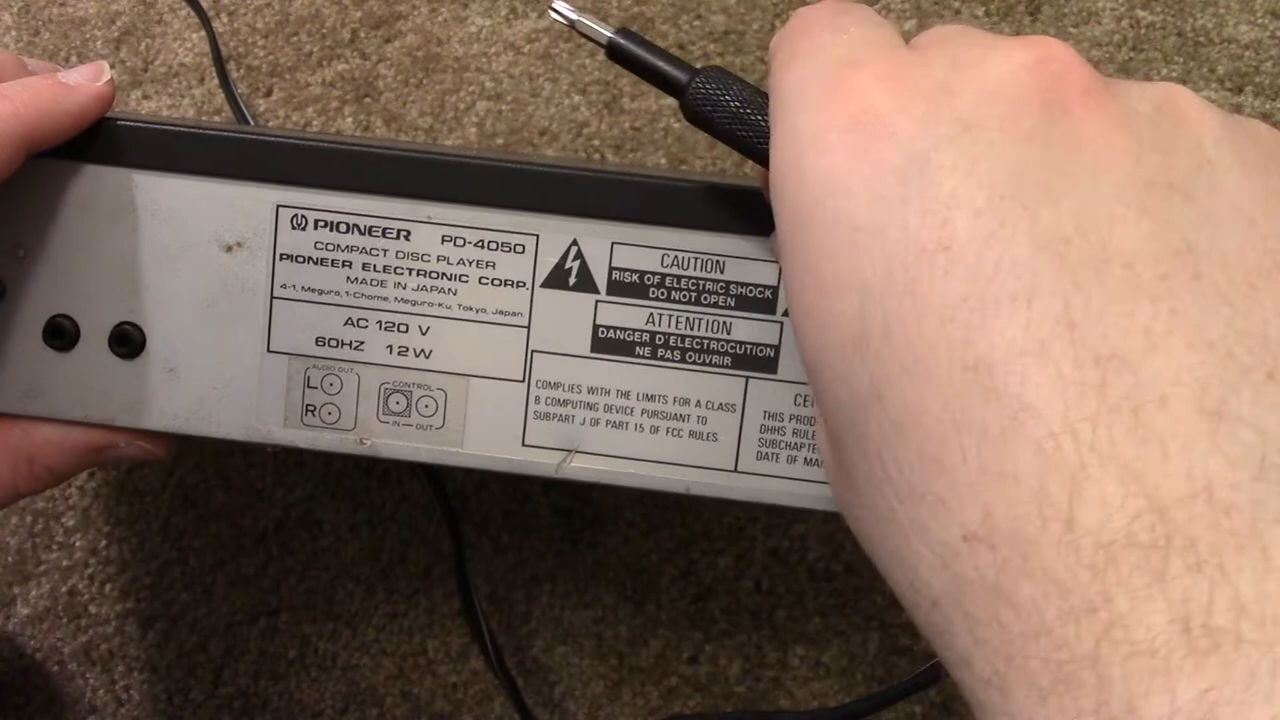 PIONEER PD-4050
COMPACT DISC PLAYER
PIONEER ELECTRONIC CORP.
MADE IN JAPAN
4-1, Meguro, 1-Chome, Meguro-Ku, Tokyo, Japan.
AC 120 V
60HZ 12W
AUDIO OUT
L
R
CONTROL
IN OUT
CAUTION
RISK OF ELECTRIC SHOCK
DO NOT OPEN
ATTENTION
DANGER D'ELECTROCUTION
NE PAS OUVRIR
COMPLIES WITH THE LIMITS FOR A CLASS
B COMPUTING DEVICE PURSUANT TO
SUBPART J OF PART 15 OF FCC RULES.
THIS
DHHS RULE
DATE OF